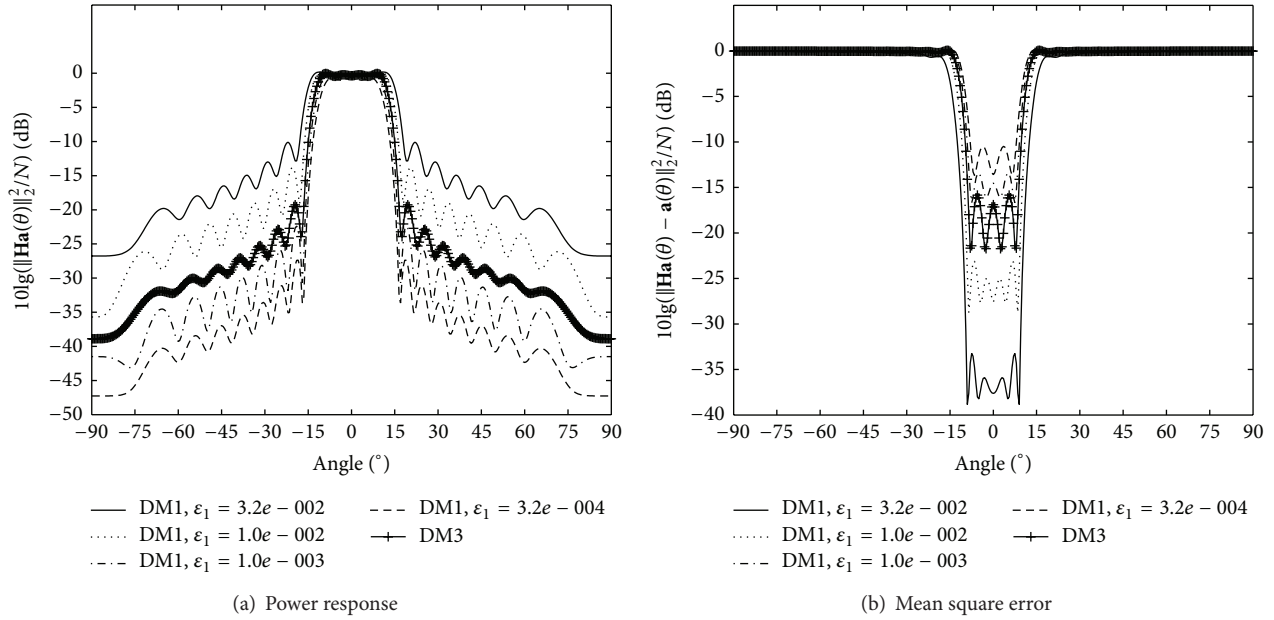 0
−5
−10
−15
−20
−25
−30
−35
−40
−45
−50
10lg(‖Ha(θ)‖₂²/N) (dB)
−90 −75 −60 −45 −30 −15 0 15 30 45 60 75 90
Angle (°)
DM1, ε₁ = 3.2e − 002
DM1, ε₁ = 1.0e − 002
DM1, ε₁ = 1.0e − 003
DM1, ε₁ = 3.2e − 004
DM3
(a) Power response
0
−5
−10
−15
−20
−25
−30
−35
−40
10lg(‖Ha(θ) − a(θ)‖₂²/N) (dB)
−90 −75 −60 −45 −30 −15 0 15 30 45 60 75 90
Angle (°)
DM1, ε₁ = 3.2e − 002
DM1, ε₁ = 1.0e − 002
DM1, ε₁ = 1.0e − 003
DM1, ε₁ = 3.2e − 004
DM3
(b) Mean square error